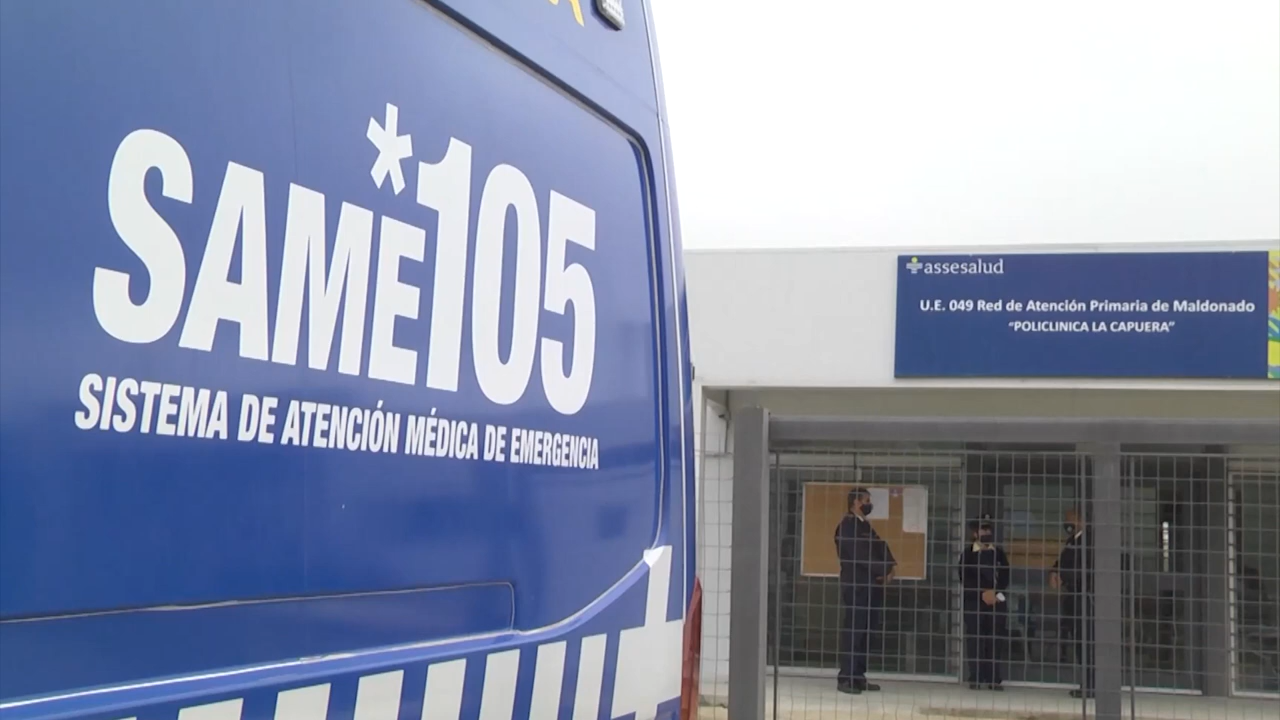 SAME*105
SISTEMA DE ATENCIÓN MÉDICA DE EMERGENCIA
assesalud
U.E. 049 Red de Atención Primaria de Maldonado
“POLICLINICA LA CAPUERA”